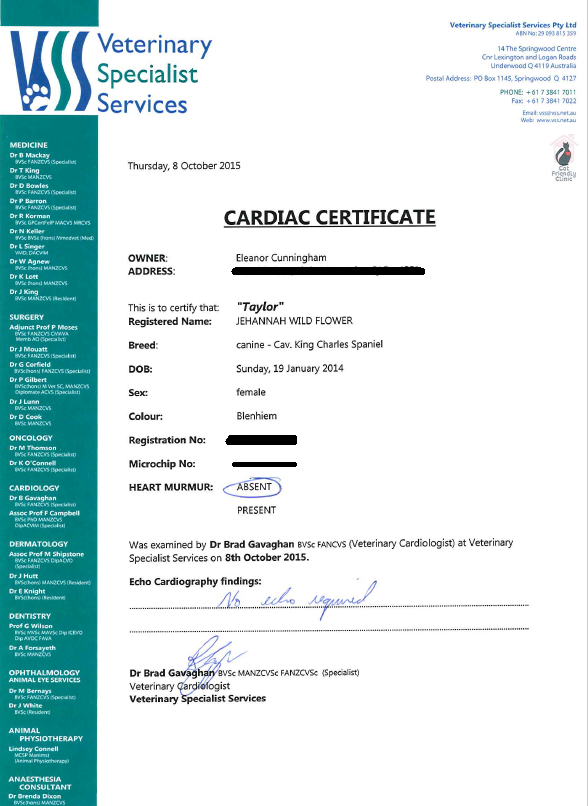 VSS
Veterinary
Specialist
Services
Veterinary Specialist Services Pty Ltd
ABN No: 29 093 815 359
14 The Springwood Centre
Cnr Lexington and Logan Roads
Underwood Q 4119 Australia
Postal Address: PO Box 1145, Springwood Q 4127
PHONE: +61 7 3841 7011
Fax: +61 7 3841 7022
Email: vss@vss.net.au
Web: www.vss.net.au
Cat
Friendly
Clinic
MEDICINE
Dr B Mackay
BVSc FANZCVS (Specialist)
Dr T King
BVSc MANZCVS
Dr D Bowles
BVSc FANZCVS (Specialist)
Dr P Barron
BVSc FANZCVS (Specialist)
Dr R Korman
BVSc GPCertFelP MACVS MRCVS
Dr N Keller
BVSc BVSc (hons) Mmedvet (Med)
Dr L Singer
VMD, DACVIM
Dr W Agnew
BVSc (hons) MANZCVS
Dr K Lott
BVSc (hons) MANZCVS
Dr J King
BVSc MANZCVS (Resident)
SURGERY
Adjunct Prof P Moses
BVSc FANZCVS CMAVA
Memb AO (Specialist)
Dr J Mouatt
BVSc FANZCVS (Specialist)
Dr G Corfield
BVSc(hons) FANZCVS (Specialist)
Dr P Gilbert
BVSc(hons) M Vet SC, MANZCVS
Diplomate ACVS (Specialist)
Dr J Lunn
BVSc MANZCVS
Dr D Cook
BVSc MANZCVS
ONCOLOGY
Dr M Thomson
BVSc FANZCVS (Specialist)
Dr K O'Connell
BVSc FANZCVS (Specialist)
CARDIOLOGY
Dr B Gavaghan
BVSc FANZCVS (Specialist)
Assoc Prof F Campbell
BVSc PhD MANZCVS
DipACVIM (Specialist)
DERMATOLOGY
Assoc Prof M Shipstone
BVSc FANZCVS DipACVD
(Specialist)
Dr J Hutt
BVSc(hons) MANZCVS (Resident)
Dr E Knight
BVSc(hons) (Resident)
DENTISTRY
Prof G Wilson
BVSc MVSc MAVSc Dip ICEVO
Dip AVDC FAVA
Dr A Forsayeth
BVSc MANZCVS
OPHTHALMOLOGY
ANIMAL EYE SERVICES
Dr M Bernays
BVSc FANZCVS (Specialist)
Dr J White
BVSc (Resident)
ANIMAL
PHYSIOTHERAPY
Lindsey Connell
(Animal Physiotherapy)
ANAESTHESIA
CONSULTANT
Dr Brenda Dixon
BVSc(hons) MANZCVS
Thursday, 8 October 2015
CARDIAC CERTIFICATE
OWNER: Eleanor Cunningham
ADDRESS:
This is to certify that: "Taylor"
Registered Name: JEHANNAH WILD FLOWER
Breed: canine - Cav. King Charles Spaniel
DOB: Sunday, 19 January 2014
Sex: female
Colour: Blenhiem
Registration No:
Microchip No:
HEART MURMUR: ABSENT
PRESENT
Was examined by Dr Brad Gavaghan BVSc FANCVS (Veterinary Cardiologist) at Veterinary
Specialist Services on 8th October 2015.
Echo Cardiography findings:
No echo required
Dr Brad Gavaghan BVSc MANZCVSc FANZCVSc (Specialist)
Veterinary Cardiologist
Veterinary Specialist Services